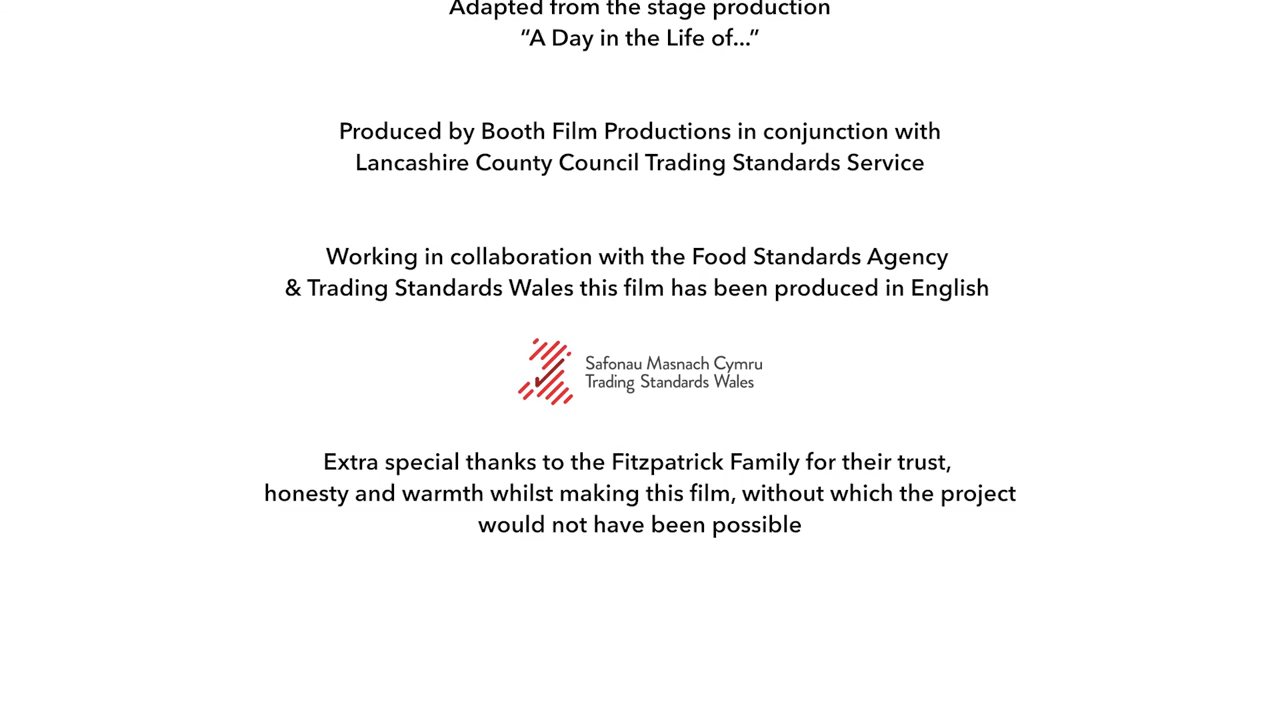 Adapted from the stage production
“A Day in the Life of...”
Produced by Booth Film Productions in conjunction with
Lancashire County Council Trading Standards Service
Working in collaboration with the Food Standards Agency
& Trading Standards Wales this film has been produced in English
Safonau Masnach Cymru
Trading Standards Wales
Extra special thanks to the Fitzpatrick Family for their trust,
honesty and warmth whilst making this film, without which the project
would not have been possible